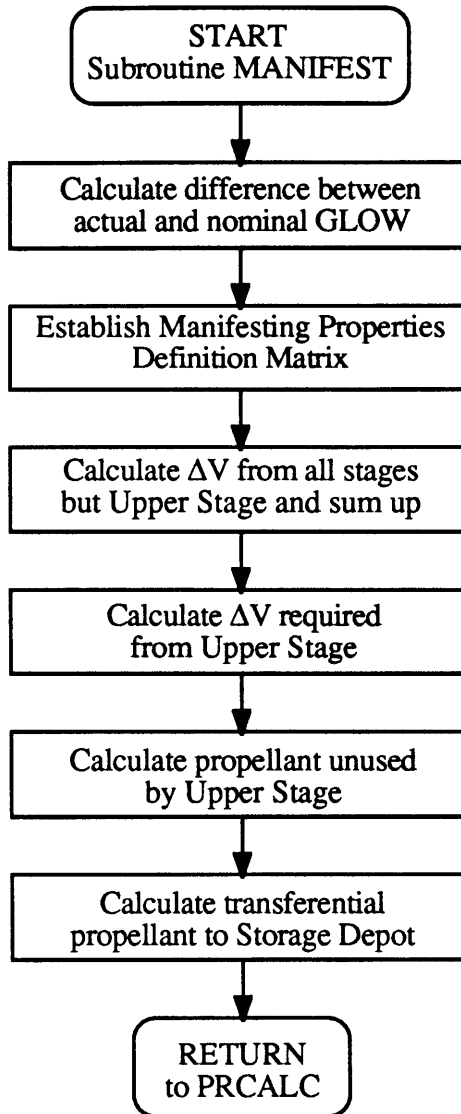 START
Subroutine MANIFEST
Calculate difference between
actual and nominal GLOW
Establish Manifesting Properties
Definition Matrix
Calculate ΔV from all stages
but Upper Stage and sum up
Calculate ΔV required
from Upper Stage
Calculate propellant unused
by Upper Stage
Calculate transferential
propellant to Storage Depot
RETURN
to PRCALC